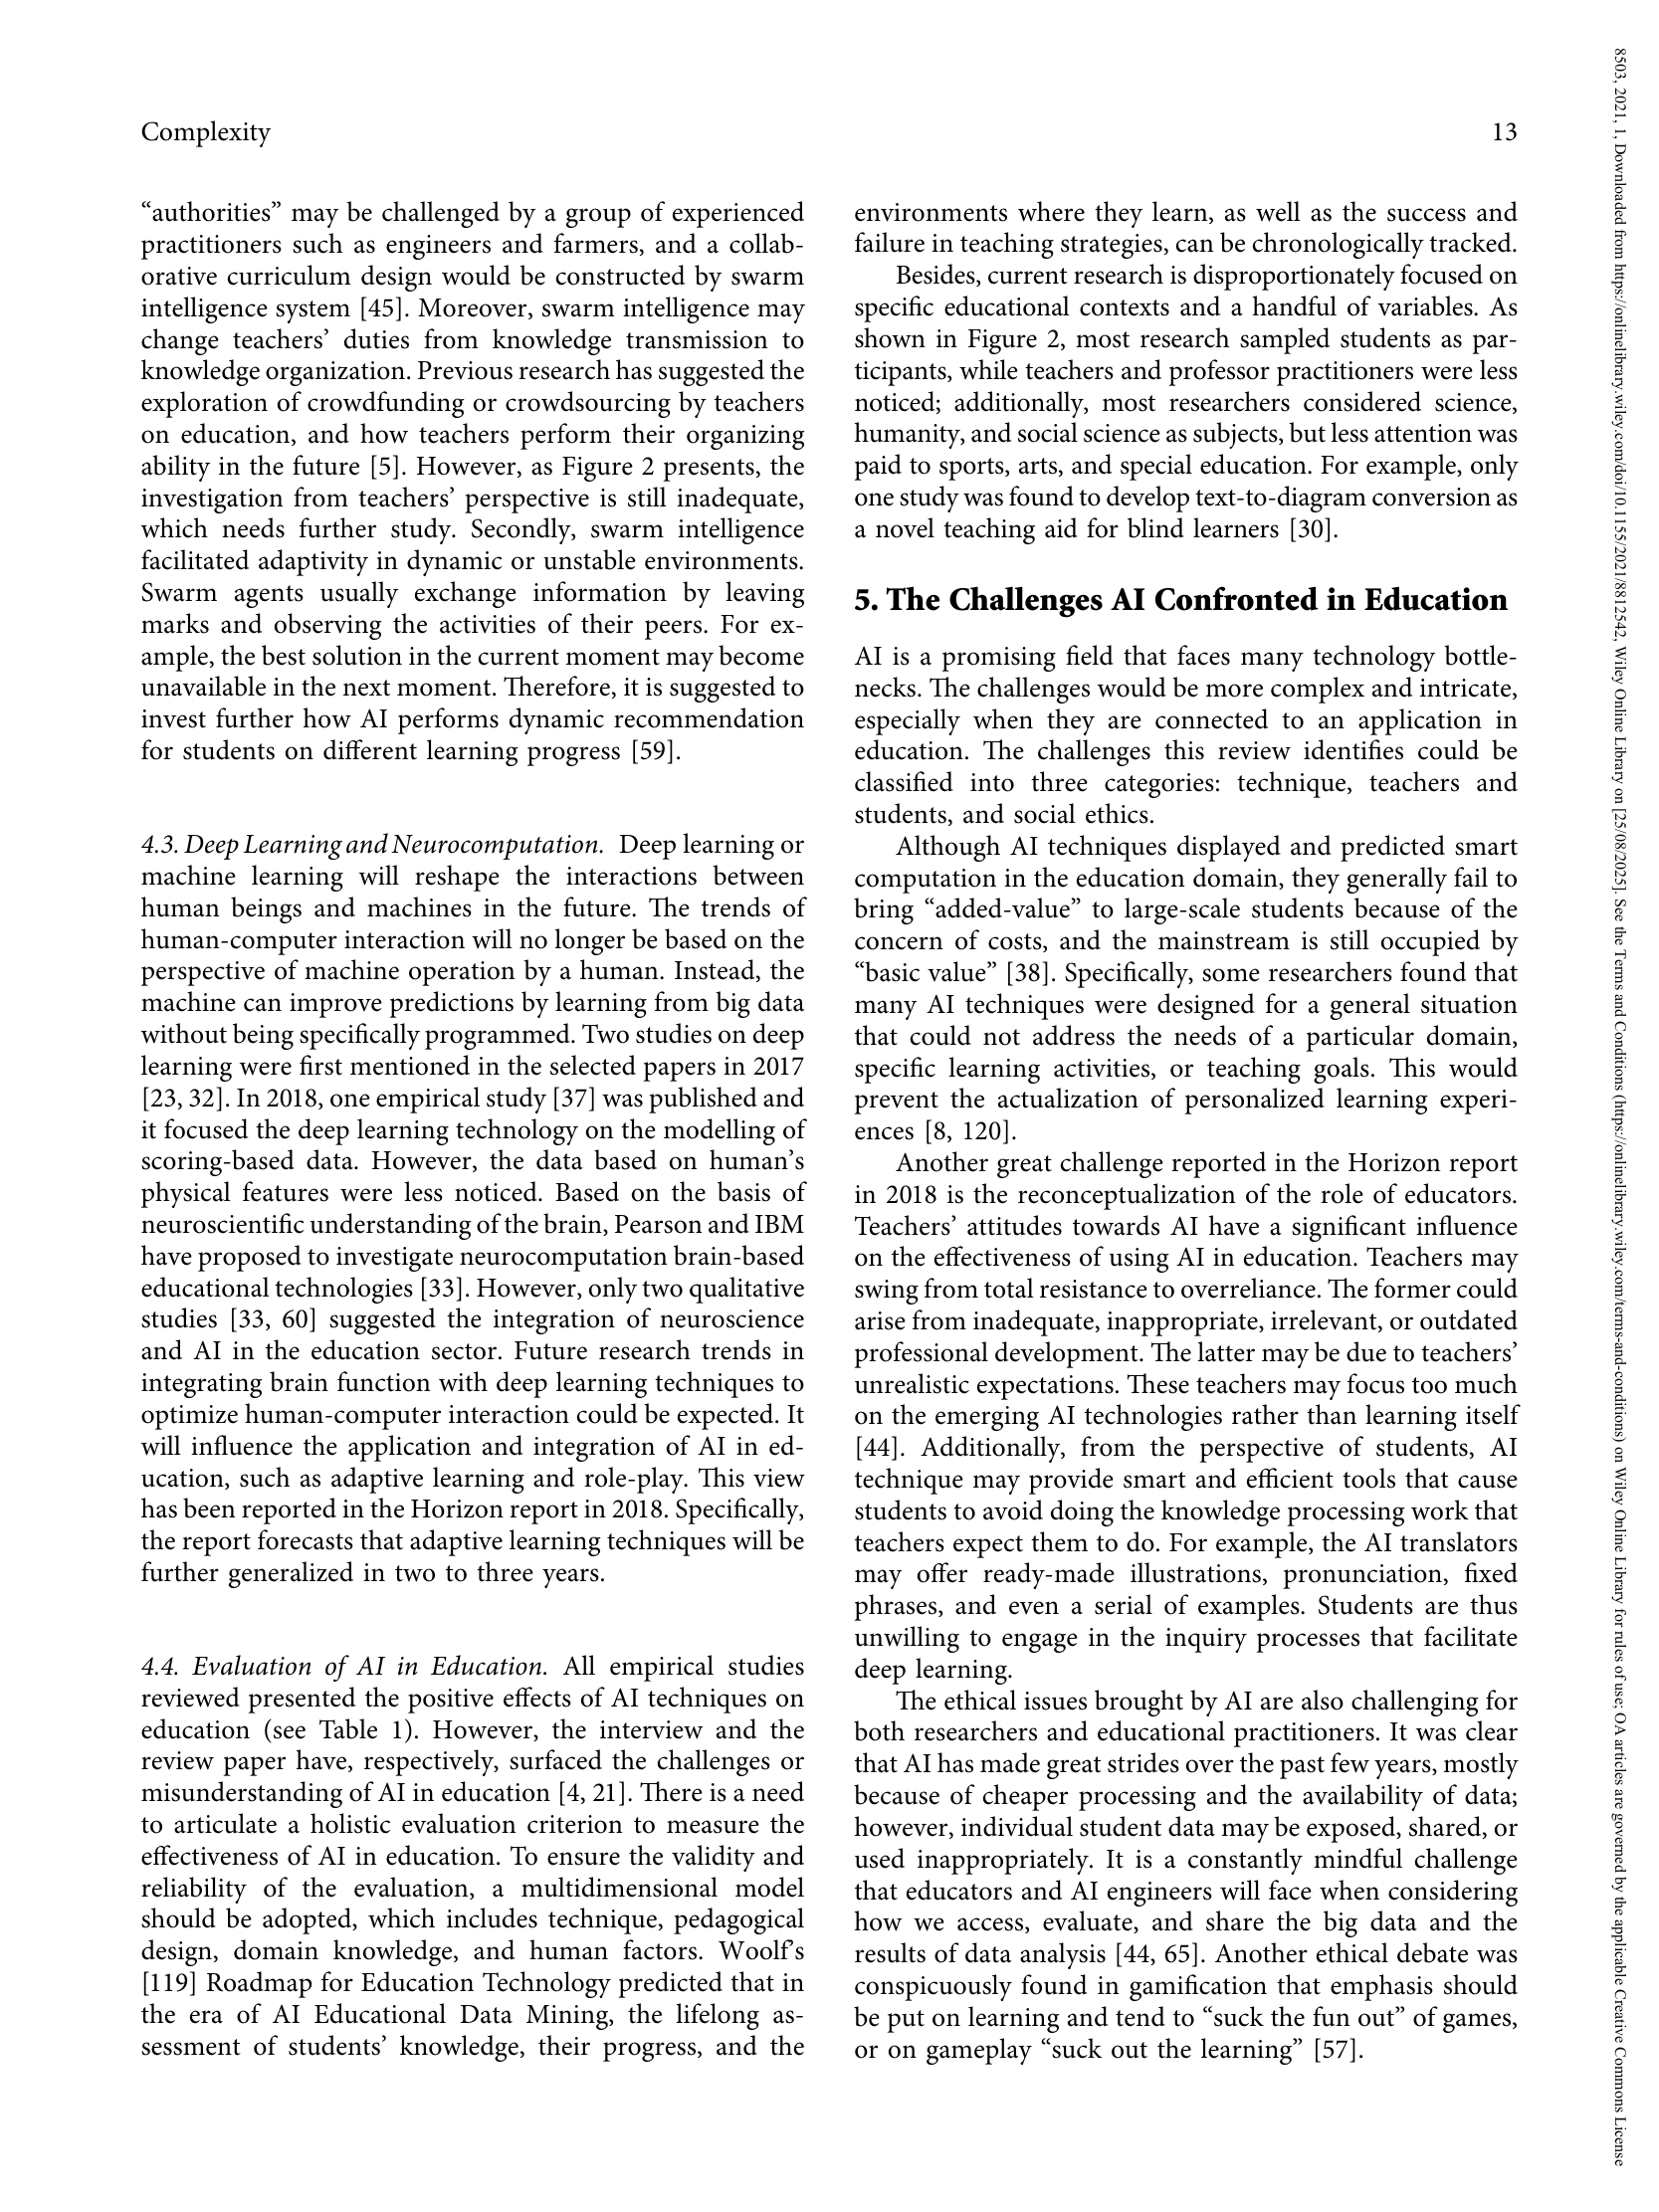 Complexity
13
“authorities” may be challenged by a group of experienced
practitioners such as engineers and farmers, and a collab-
orative curriculum design would be constructed by swarm
intelligence system [45]. Moreover, swarm intelligence may
change teachers’ duties from knowledge transmission to
knowledge organization. Previous research has suggested the
exploration of crowdfunding or crowdsourcing by teachers
on education, and how teachers perform their organizing
ability in the future [5]. However, as Figure 2 presents, the
investigation from teachers’ perspective is still inadequate,
which needs further study. Secondly, swarm intelligence
facilitated adaptivity in dynamic or unstable environments.
Swarm agents usually exchange information by leaving
marks and observing the activities of their peers. For ex-
ample, the best solution in the current moment may become
unavailable in the next moment. Therefore, it is suggested to
invest further how AI performs dynamic recommendation
for students on different learning progress [59].
4.3. Deep Learning and Neurocomputation. Deep learning or
machine learning will reshape the interactions between
human beings and machines in the future. The trends of
human-computer interaction will no longer be based on the
perspective of machine operation by a human. Instead, the
machine can improve predictions by learning from big data
without being specifically programmed. Two studies on deep
learning were first mentioned in the selected papers in 2017
[23, 32]. In 2018, one empirical study [37] was published and
it focused the deep learning technology on the modelling of
scoring-based data. However, the data based on human’s
physical features were less noticed. Based on the basis of
neuroscientific understanding of the brain, Pearson and IBM
have proposed to investigate neurocomputation brain-based
educational technologies [33]. However, only two qualitative
studies [33, 60] suggested the integration of neuroscience
and AI in the education sector. Future research trends in
integrating brain function with deep learning techniques to
optimize human-computer interaction could be expected. It
will influence the application and integration of AI in ed-
ucation, such as adaptive learning and role-play. This view
has been reported in the Horizon report in 2018. Specifically,
the report forecasts that adaptive learning techniques will be
further generalized in two to three years.
4.4. Evaluation of AI in Education. All empirical studies
reviewed presented the positive effects of AI techniques on
education (see Table 1). However, the interview and the
review paper have, respectively, surfaced the challenges or
misunderstanding of AI in education [4, 21]. There is a need
to articulate a holistic evaluation criterion to measure the
effectiveness of AI in education. To ensure the validity and
reliability of the evaluation, a multidimensional model
should be adopted, which includes technique, pedagogical
design, domain knowledge, and human factors. Woolf’s
[119] Roadmap for Education Technology predicted that in
the era of AI Educational Data Mining, the lifelong as-
sessment of students’ knowledge, their progress, and the
environments where they learn, as well as the success and
failure in teaching strategies, can be chronologically tracked.
Besides, current research is disproportionately focused on
specific educational contexts and a handful of variables. As
shown in Figure 2, most research sampled students as par-
ticipants, while teachers and professor practitioners were less
noticed; additionally, most researchers considered science,
humanity, and social science as subjects, but less attention was
paid to sports, arts, and special education. For example, only
one study was found to develop text-to-diagram conversion as
a novel teaching aid for blind learners [30].
5. The Challenges AI Confronted in Education
AI is a promising field that faces many technology bottle-
necks. The challenges would be more complex and intricate,
especially when they are connected to an application in
education. The challenges this review identifies could be
classified into three categories: technique, teachers and
students, and social ethics.
Although AI techniques displayed and predicted smart
computation in the education domain, they generally fail to
bring “added-value” to large-scale students because of the
concern of costs, and the mainstream is still occupied by
“basic value” [38]. Specifically, some researchers found that
many AI techniques were designed for a general situation
that could not address the needs of a particular domain,
specific learning activities, or teaching goals. This would
prevent the actualization of personalized learning experi-
ences [8, 120].
Another great challenge reported in the Horizon report
in 2018 is the reconceptualization of the role of educators.
Teachers’ attitudes towards AI have a significant influence
on the effectiveness of using AI in education. Teachers may
swing from total resistance to overreliance. The former could
arise from inadequate, inappropriate, irrelevant, or outdated
professional development. The latter may be due to teachers’
unrealistic expectations. These teachers may focus too much
on the emerging AI technologies rather than learning itself
[44]. Additionally, from the perspective of students, AI
technique may provide smart and efficient tools that cause
students to avoid doing the knowledge processing work that
teachers expect them to do. For example, the AI translators
may offer ready-made illustrations, pronunciation, fixed
phrases, and even a serial of examples. Students are thus
unwilling to engage in the inquiry processes that facilitate
deep learning.
The ethical issues brought by AI are also challenging for
both researchers and educational practitioners. It was clear
that AI has made great strides over the past few years, mostly
because of cheaper processing and the availability of data;
however, individual student data may be exposed, shared, or
used inappropriately. It is a constantly mindful challenge
that educators and AI engineers will face when considering
how we access, evaluate, and share the big data and the
results of data analysis [44, 65]. Another ethical debate was
conspicuously found in gamification that emphasis should
be put on learning and tend to “suck the fun out” of games,
or on gameplay “suck out the learning” [57].
8503, 2021, 1, Downloaded from https://onlinelibrary.wiley.com/doi/10.1155/2021/8812542, Wiley Online Library on [25/08/2025]. See the Terms and Conditions (https://onlinelibrary.wiley.com/terms-and-conditions) on Wiley Online Library for rules of use; OA articles are governed by the applicable Creative Commons License